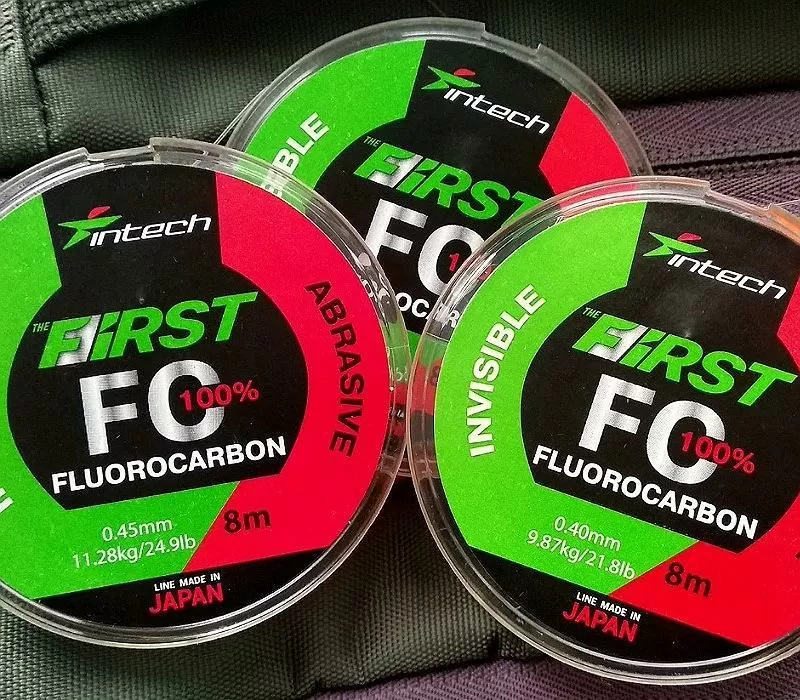 intech
THE
FiRST
FC
intech
THE
FiRST
FC
100%
FLUOROCARBON
ABRASIVE
0.45mm
11.28kg/24.9lb
8m
LINE MADE IN
JAPAN
intech
INVISIBLE
THE
FiRST
FC
100%
FLUOROCARBON
0.40mm
9.87kg/21.8lb
8m
LINE MADE IN
JAPAN